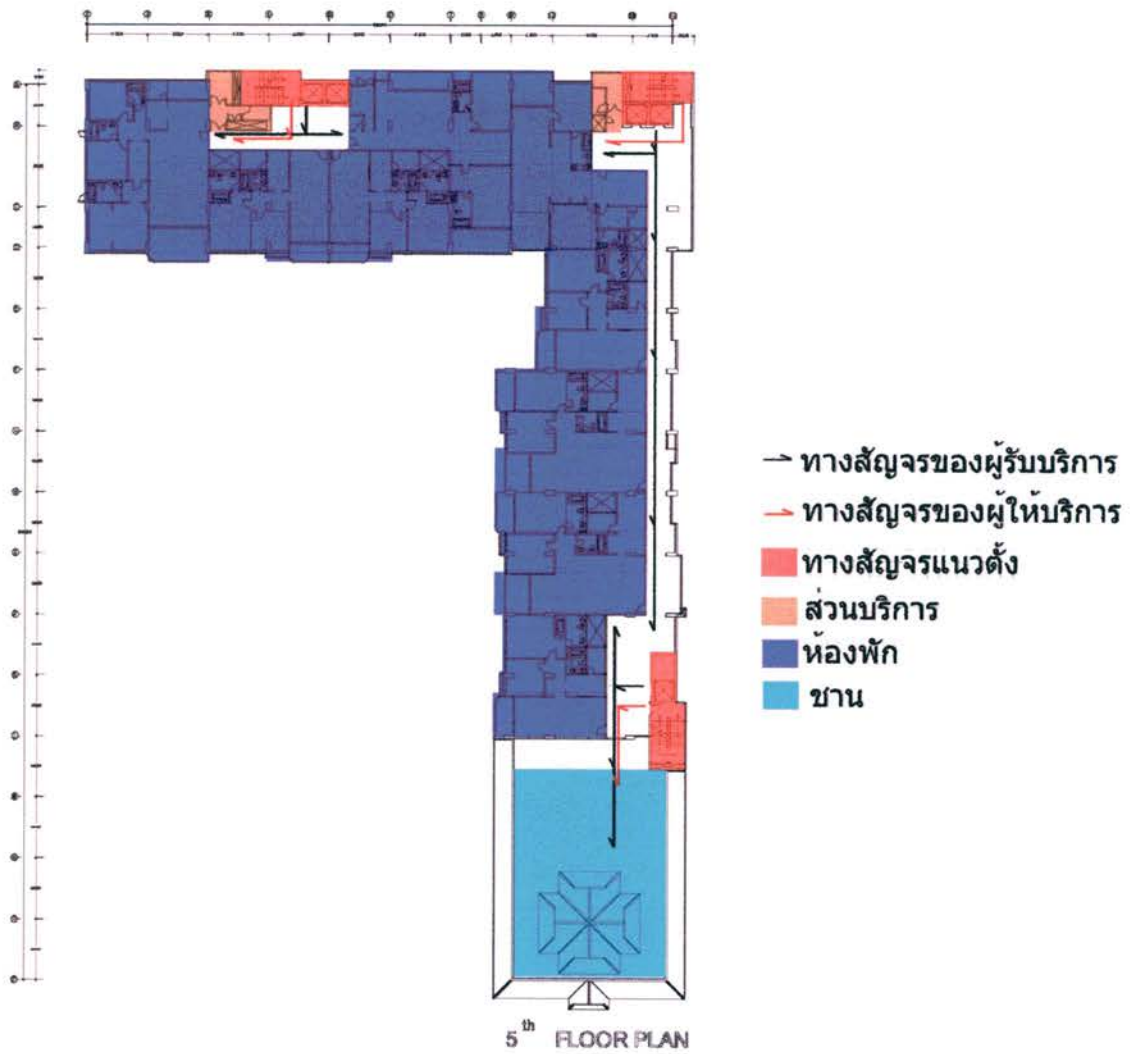 ทางสัญจรของผู้รับบริการ
ทางสัญจรของผู้ให้บริการ
ทางสัญจรแนวตั้ง
ส่วนบริการ
ห้องพัก
ชาน
5th FLOOR PLAN